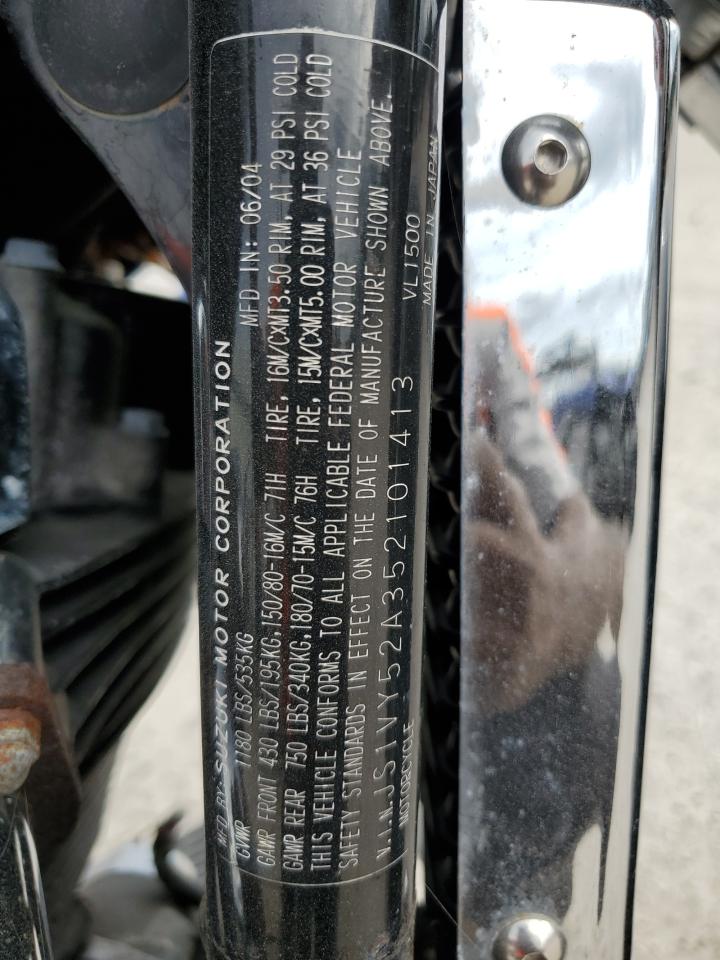 MFD BY: SUZUKI MOTOR CORPORATION
GVWR 1180 LBS/535KG MFD IN: 06/04
GAWR FRONT 430 LBS/195KG,150/80-16M/C 71H TIRE, 16M/CXMT3.50 RIM, AT 29 PSI COLD
GAWR REAR 750 LBS/340KG,180/70-15M/C 76H TIRE, 15M/CXMT5.00 RIM, AT 36 PSI COLD
THIS VEHICLE CONFORMS TO ALL APPLICABLE FEDERAL MOTOR VEHICLE
SAFETY STANDARDS IN EFFECT ON THE DATE OF MANUFACTURE SHOWN ABOVE.
V.I.N.JS1VY52A352101413 VL1500
MOTORCYCLE MADE IN JAPAN